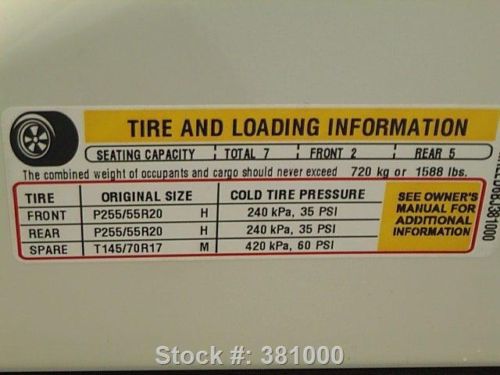 TIRE AND LOADING INFORMATION
SEATING CAPACITY | TOTAL 7 | FRONT 2 | REAR 5
The combined weight of occupants and cargo should never exceed 720 kg or 1588 lbs.
TIRE ORIGINAL SIZE COLD TIRE PRESSURE
FRONT P255/55R20 H 240 kPa, 35 PSI
REAR P255/55R20 H 240 kPa, 35 PSI
SPARE T145/70R17 M 420 kPa, 60 PSI
SEE OWNER'S
MANUAL FOR
ADDITIONAL
INFORMATION
Stock #: 381000